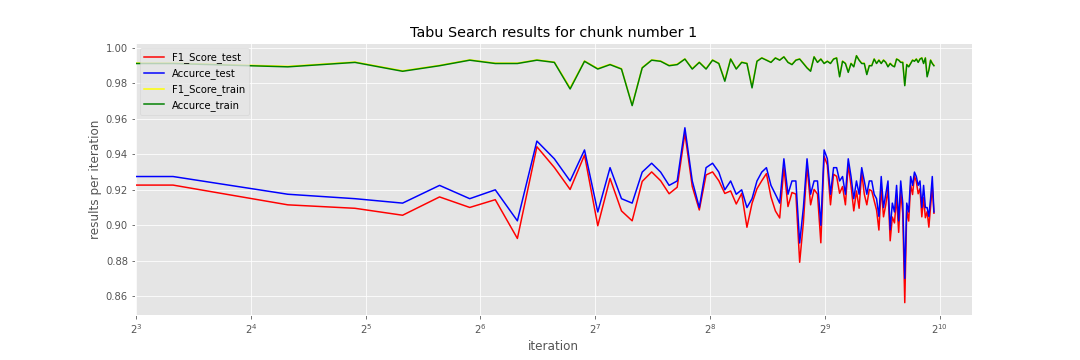 Tabu Search results for chunk number 1
F1_Score_test
Accurce_test
F1_Score_train
Accurce_train
results per iteration
1.00
0.98
0.96
0.94
0.92
0.90
0.88
0.86
2³ 2⁴ 2⁵ 2⁶ 2⁷ 2⁸ 2⁹ 2¹⁰
iteration